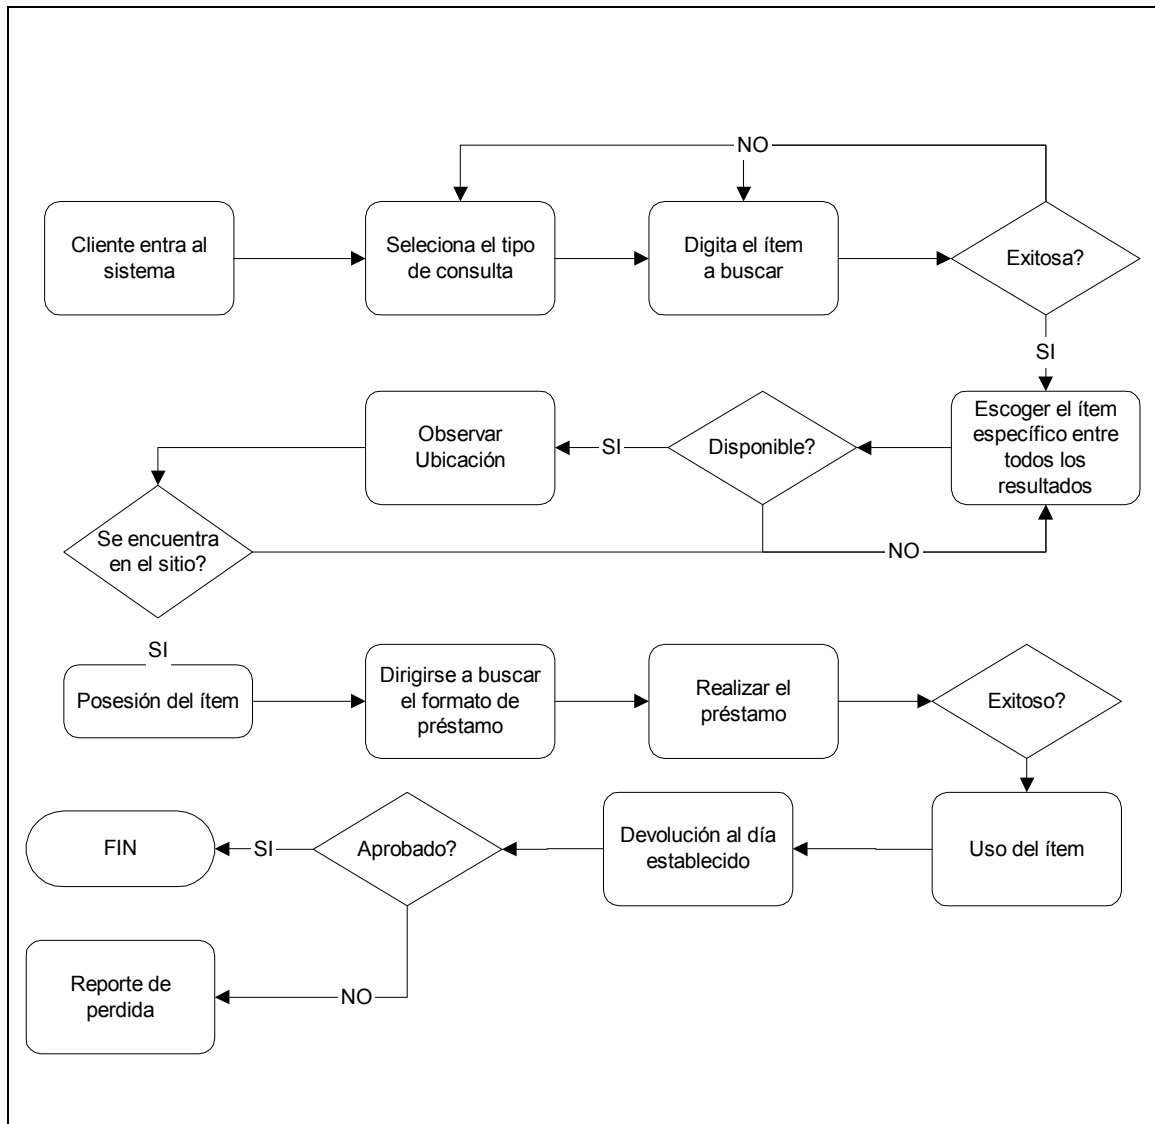 NO
Cliente entra al
sistema
Seleciona el tipo
de consulta
Digita el ítem
a buscar
Exitosa?
SI
Observar
Ubicación
SI
Disponible?
Escoger el ítem
específico entre
todos los
resultados
Se encuentra
en el sitio?
NO
SI
Posesión del ítem
Dirigirse a buscar
el formato de
préstamo
Realizar el
préstamo
Exitoso?
FIN
SI
Aprobado?
Devolución al día
establecido
Uso del ítem
Reporte de
perdida
NO